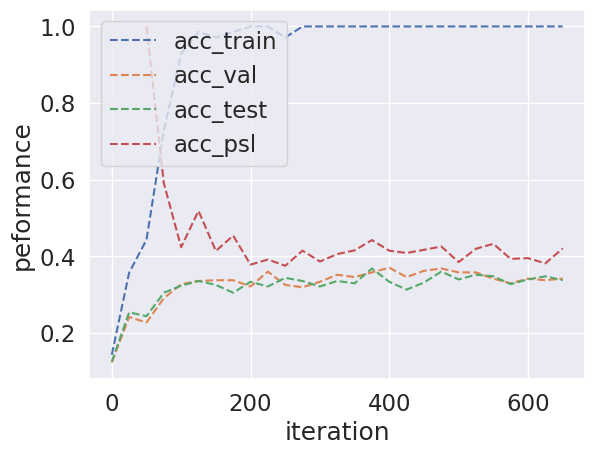 1.0
0.8
0.6
0.4
0.2
peformance
acc_train
acc_val
acc_test
acc_psl
0 200 400 600
iteration